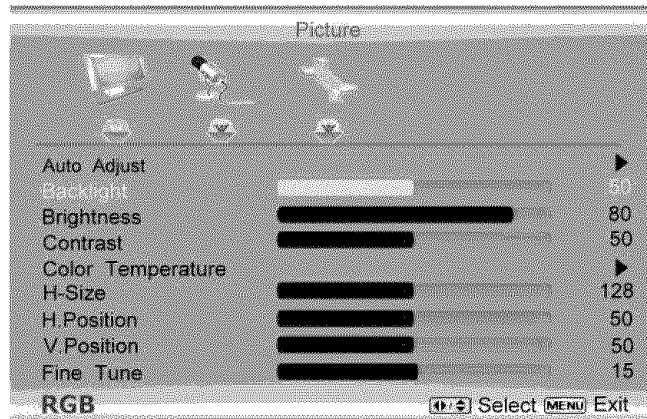 Picture
Auto Adjust
Backlight 50
Brightness 80
Contrast 50
Color Temperature
H-Size 128
H.Position 50
V.Position 50
Fine Tune 15
RGB Select MENU Exit